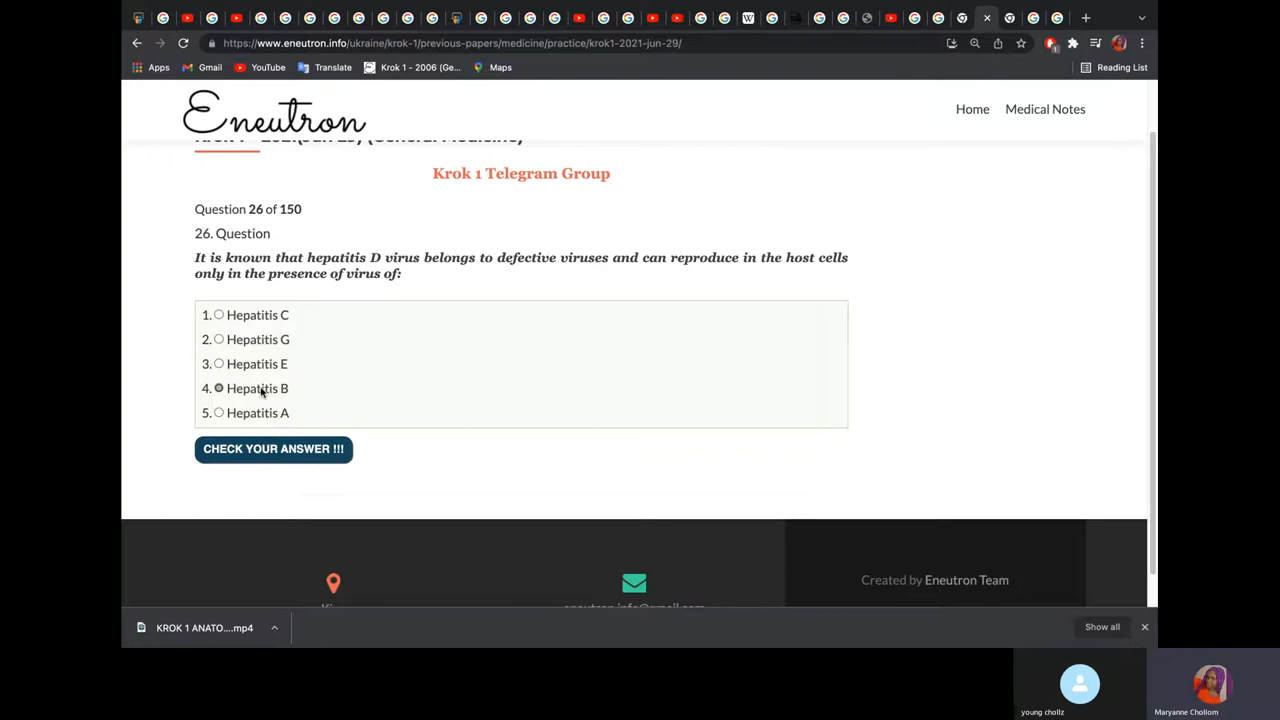 https://www.eneutron.info/ukraine/krok-1/previous-papers/medicine/practice/krok1-2021-jun-29/
Apps Gmail YouTube Translate Krok 1 - 2006 (Ge... Maps Reading List
Eneutron
Home Medical Notes
Krok 1 Telegram Group
Question 26 of 150
26. Question
It is known that hepatitis D virus belongs to defective viruses and can reproduce in the host cells
only in the presence of virus of:
1. Hepatitis C
2. Hepatitis G
3. Hepatitis E
4. Hepatitis B
5. Hepatitis A
CHECK YOUR ANSWER !!!
Created by Eneutron Team
KROK 1 ANATO....mp4
Show all
young chollz
Maryanne Chollom